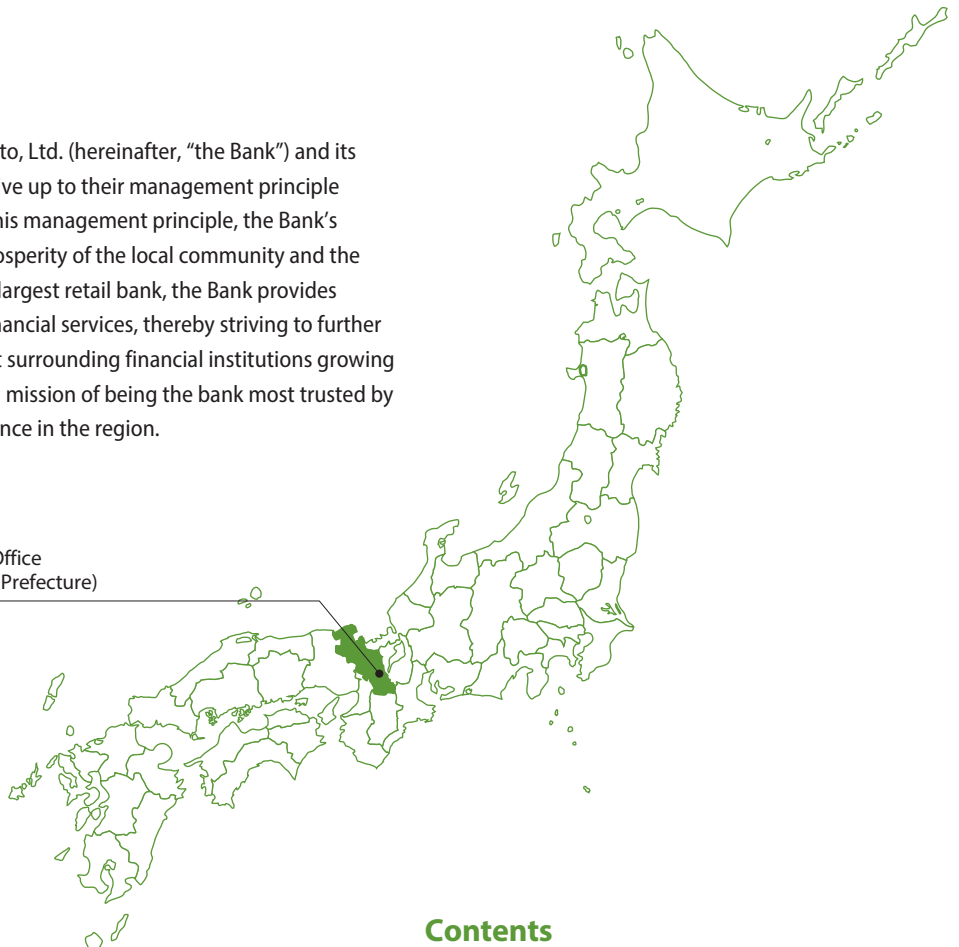 to, Ltd. (hereinafter, “the Bank”) and its
ve up to their management principle
his management principle, the Bank’s
osperity of the local community and the
largest retail bank, the Bank provides
nancial services, thereby striving to further
t surrounding financial institutions growing
mission of being the bank most trusted by
nce in the region.
Office
Prefecture)
Contents